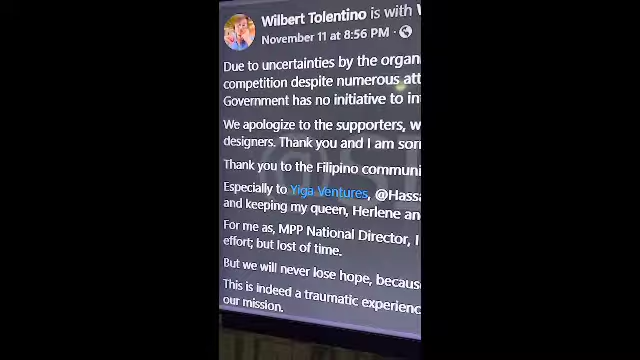 Wilbert Tolentino is with
November 11 at 8:56 PM ·
Due to uncertainties by the organ
competition despite numerous att
Government has no initiative to in
We apologize to the supporters, w
designers. Thank you and I am sor
Thank you to the Filipino communi
Especially to Yiga Ventures, @Hassa
and keeping my queen, Herlene an
For me as, MPP National Director, I
effort; but lost of time.
But we will never lose hope, becaus
This is indeed a traumatic experienc
our mission.